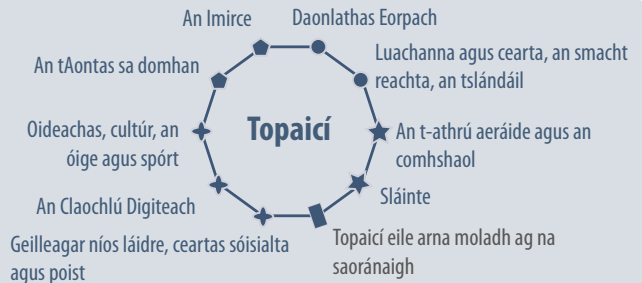 An Imirce
Daonlathas Eorpach
An tAontas sa domhan
Luachanna agus cearta, an smacht
reachta, an tslándáil
Topaicí
Oideachas, cultúr, an
óige agus spórt
An t-athrú aeráide agus an
comhshaol
An Claochlú Digiteach
Sláinte
Geilleagar níos láidre, ceartas sóisialta
agus poist
Topaicí eile arna moladh ag na
saoránaigh